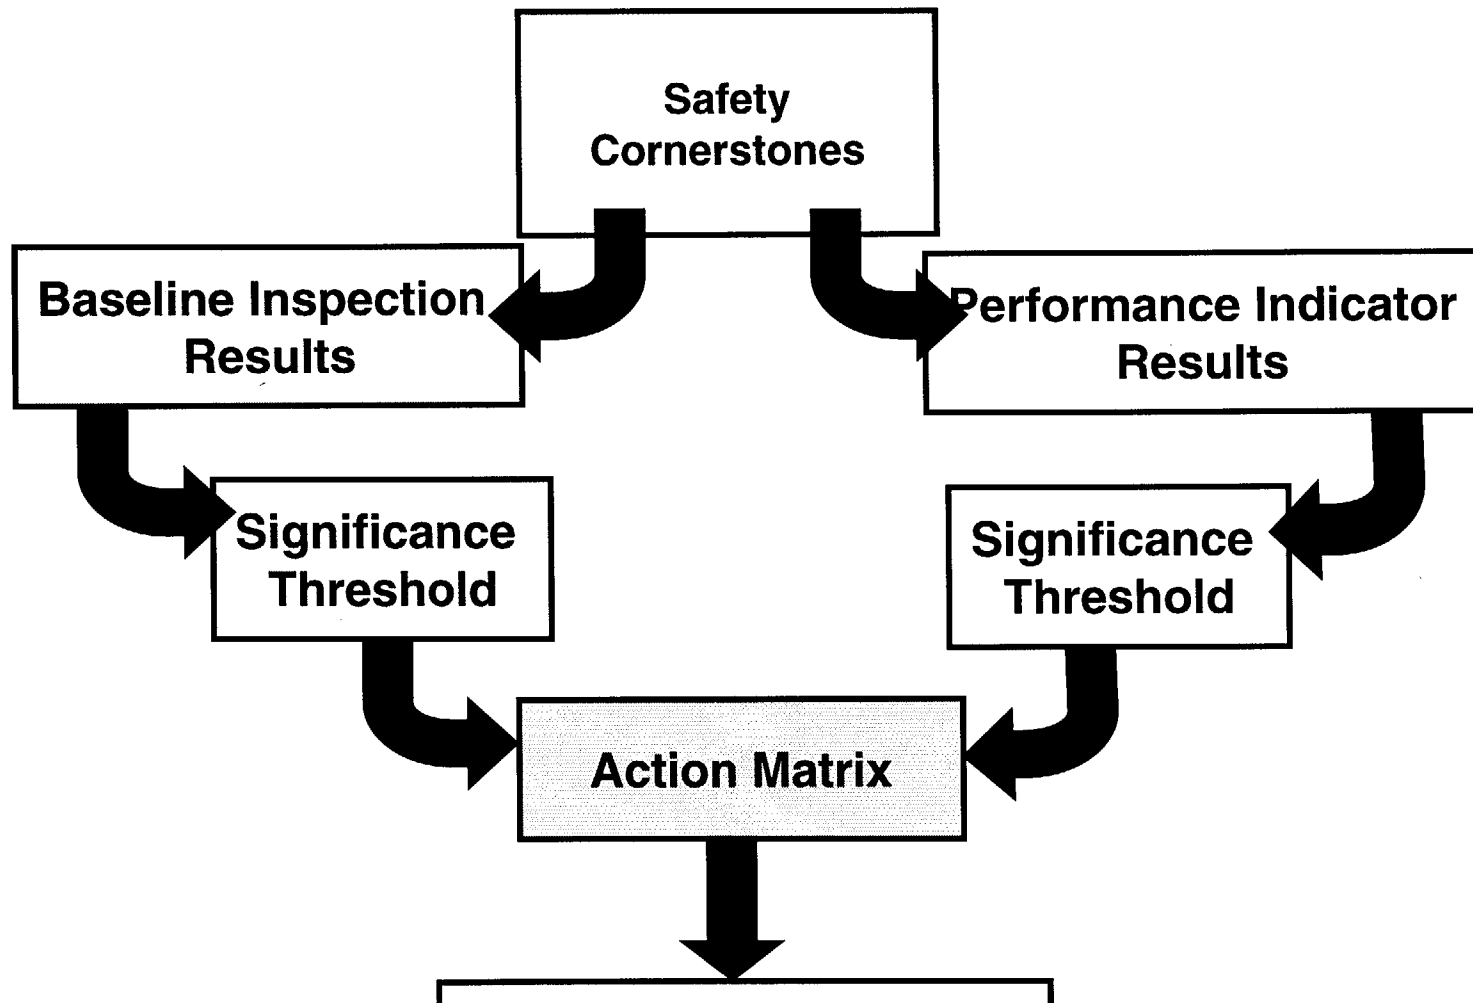 Safety
Cornerstones
Baseline Inspection
Results
Performance Indicator
Results
Significance
Threshold
Significance
Threshold
Action Matrix